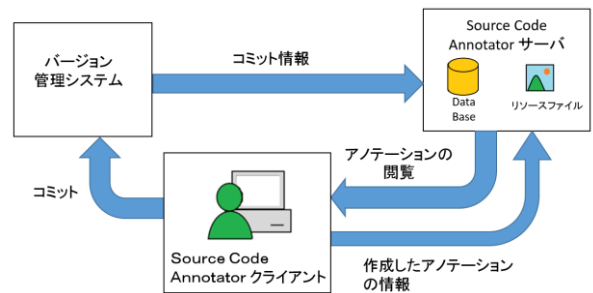 バージョン
管理システム
コミット情報
Source Code
Annotator サーバ
Data
Base
リソースファイル
アノテーションの
閲覧
コミット
Source Code
Annotator クライアント
作成したアノテーション
の情報